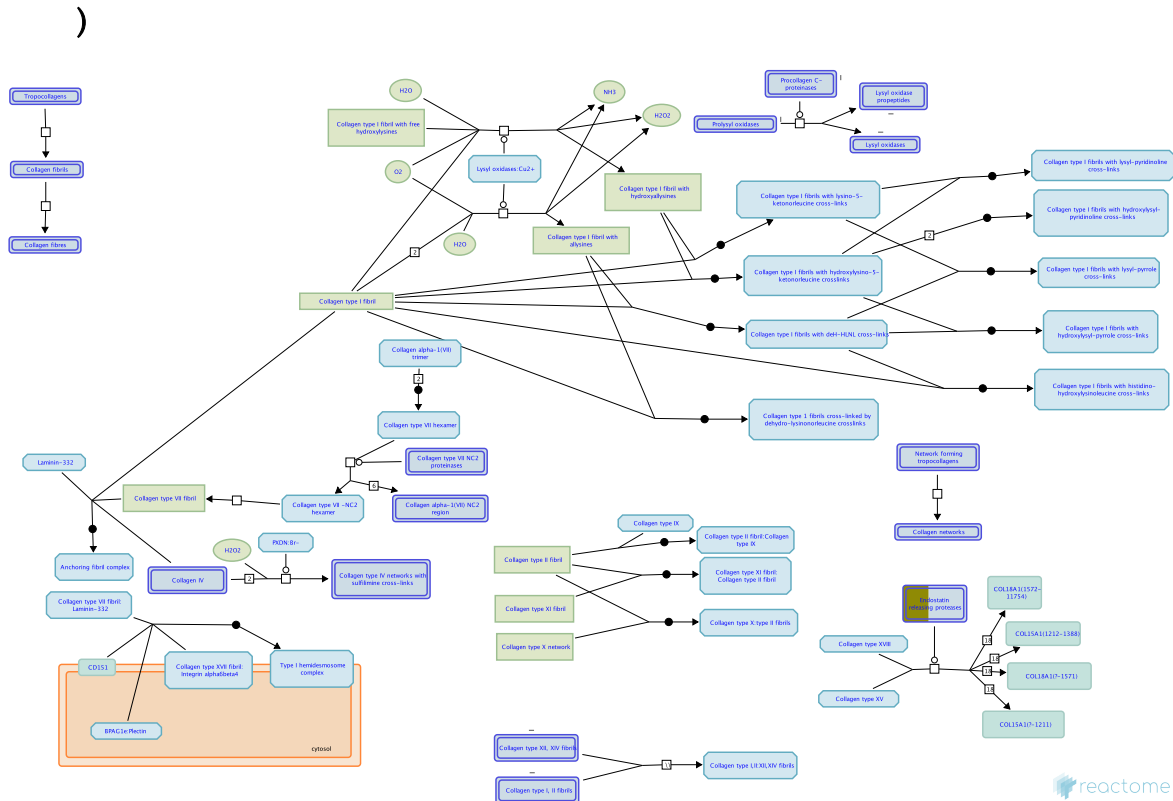 )
Tropocollagens
Collagen fibrils
Collagen fibres
H2O
Collagen type I fibril with free
hydroxylysines
O2
H2O
Lysyl oxidases:Cu2+
NH3
H2O2
Collagen type I fibril with
hydroxyallysines
Collagen type I fibril with
allysines
2
Collagen type I fibril
Procollagen C-
proteinases
Prolysyl oxidases
Lysyl oxidase
propeptides
Lysyl oxidases
Collagen type I fibrils with lysino-5-
ketonorleucine cross-links
Collagen type I fibrils with hydroxylysino-5-
ketonorleucine crosslinks
Collagen type I fibrils with deH-HLNL cross-links
Collagen type 1 fibrils cross-linked by
dehydro-lysinonorleucine crosslinks
2
Collagen type I fibrils with lysyl-pyridinoline
cross-links
Collagen type I fibrils with hydroxylysyl-
pyridinoline cross-links
Collagen type I fibrils with lysyl-pyrrole
cross-links
Collagen type I fibrils with
hydroxylysyl-pyrrole cross-links
Collagen type I fibrils with histidino-
hydroxylysinoleucine cross-links
Collagen alpha-1(VII)
trimer
2
Collagen type VII hexamer
Collagen type VII NC2
proteinases
6
Collagen alpha-1(VII) NC2
region
Collagen type VII -NC2
hexamer
Collagen type VII fibril
Laminin-332
Anchoring fibril complex
Collagen IV
H2O2
2
PXDN:Br-
Collagen type IV networks with
sulfilimine cross-links
Collagen type VII fibril:
Laminin-332
CD151
Collagen type XVII fibril:
Integrin alpha6beta4
Type I hemidesmosome
complex
BPAG1e:Plectin
cytosol
Collagen type IX
Collagen type II fibril
Collagen type XI fibril
Collagen type X network
Collagen type II fibril:Collagen
type IX
Collagen type XI fibril:
Collagen type II fibril
Collagen type X:type II fibrils
Collagen type XII, XIV fibrils
Collagen type I, II fibrils
Collagen type I,II:XII,XIV fibrils
Network forming
tropocollagens
Collagen networks
Endostatin
releasing proteases
Collagen type XVIII
Collagen type XV
18
18
18
18
COL18A1(1572-
11754)
COL15A1(1212-1388)
COL18A1(?-1571)
COL15A1(?-1211)
reactome